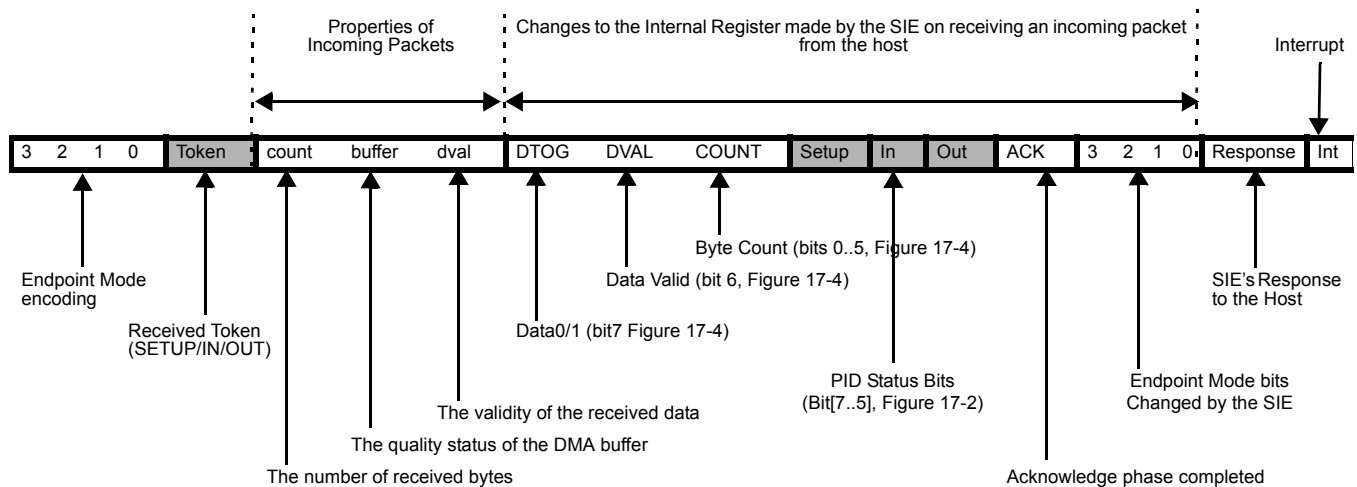 Properties of
Incoming Packets
Changes to the Internal Register made by the SIE on receiving an incoming packet
from the host
Interrupt
3 2 1 0 Token count buffer dval DTOG DVAL COUNT Setup In Out ACK 3 2 1 0 Response Int
Byte Count (bits 0..5, Figure 17-4)
Endpoint Mode
encoding
Data Valid (bit 6, Figure 17-4)
SIE's Response
to the Host
Received Token
(SETUP/IN/OUT)
Data0/1 (bit7 Figure 17-4)
PID Status Bits
(Bit[7..5], Figure 17-2)
Endpoint Mode bits
Changed by the SIE
The validity of the received data
The quality status of the DMA buffer
The number of received bytes
Acknowledge phase completed